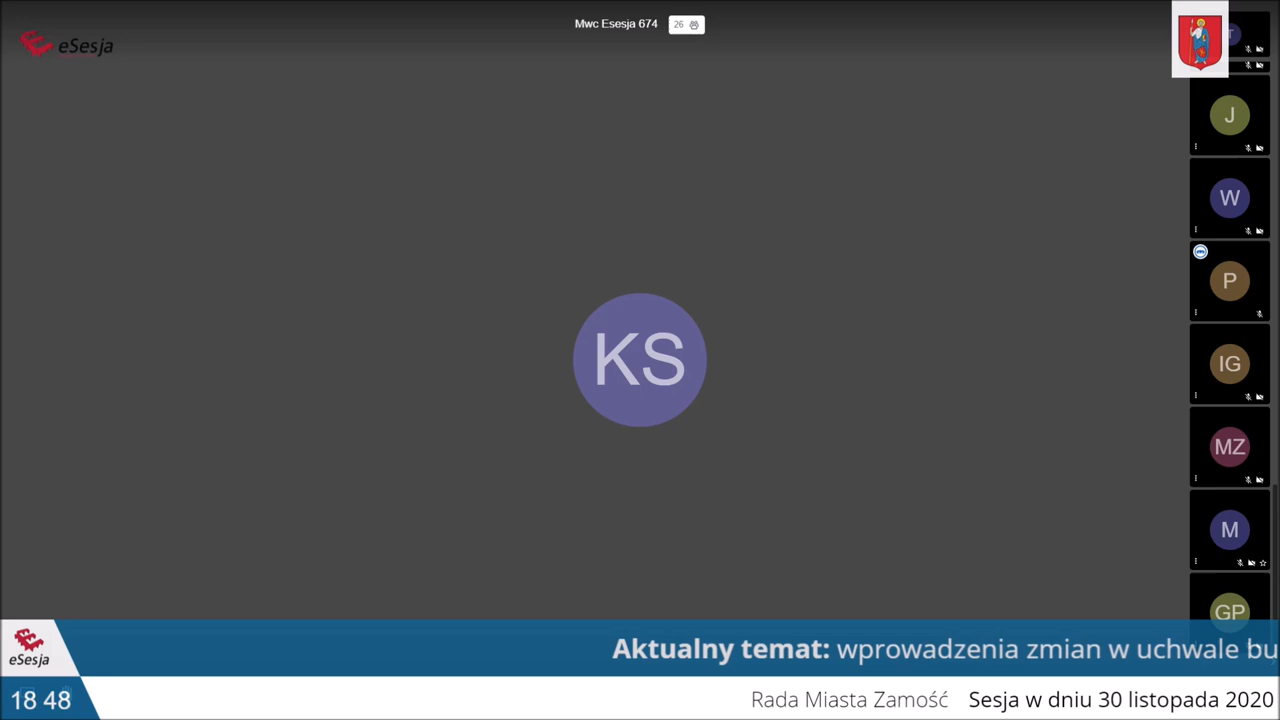 Mwc Esesja 674 26
eSesja
T
J
W
P
IG
MZ
M
GP
KS
Aktualny temat: wprowadzenia zmian w uchwale bu
eSesja
18 48
Rada Miasta Zamość Sesja w dniu 30 listopada 2020